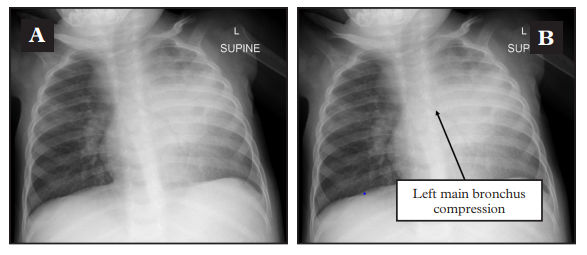 A
L
SUPINE
L
SUP
B
Left main bronchus
compression